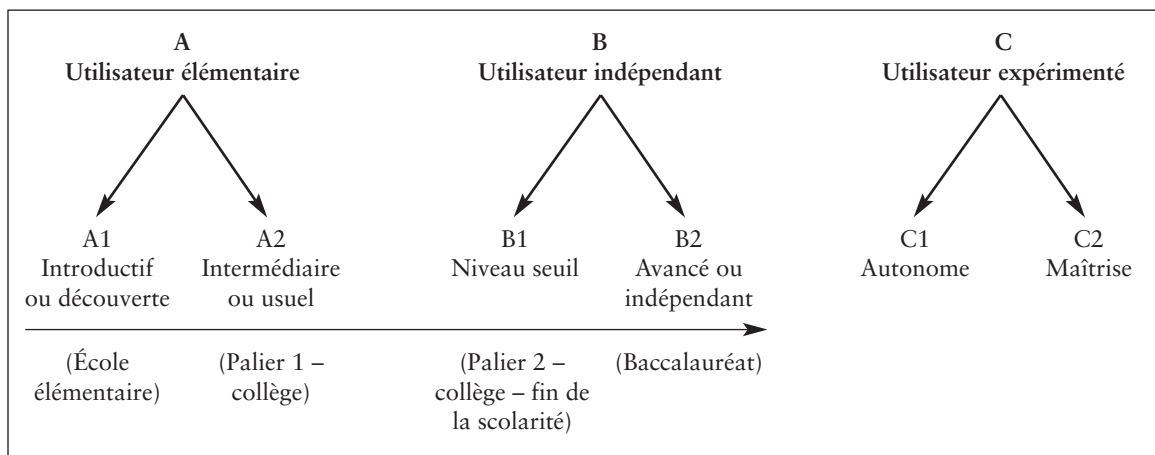 A
Utilisateur élémentaire
B
Utilisateur indépendant
C
Utilisateur expérimenté
A1
Introductif
ou découverte
A2
Intermédiaire
ou usuel
B1
Niveau seuil
B2
Avancé ou
indépendant
C1
Autonome
C2
Maîtrise
(École
élémentaire)
(Palier 1 –
collège)
(Palier 2 –
collège – fin de
la scolarité)
(Baccalauréat)